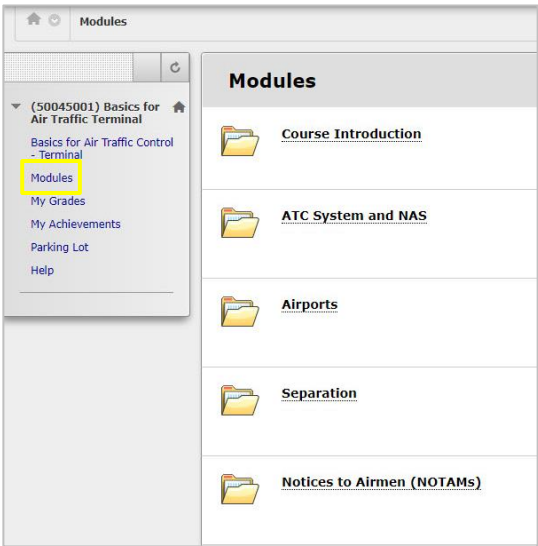 Modules
(50045001) Basics for
Air Traffic Terminal
Basics for Air Traffic Control
- Terminal
Modules
My Grades
My Achievements
Parking Lot
Help
Modules
Course Introduction
ATC System and NAS
Airports
Separation
Notices to Airmen (NOTAMs)